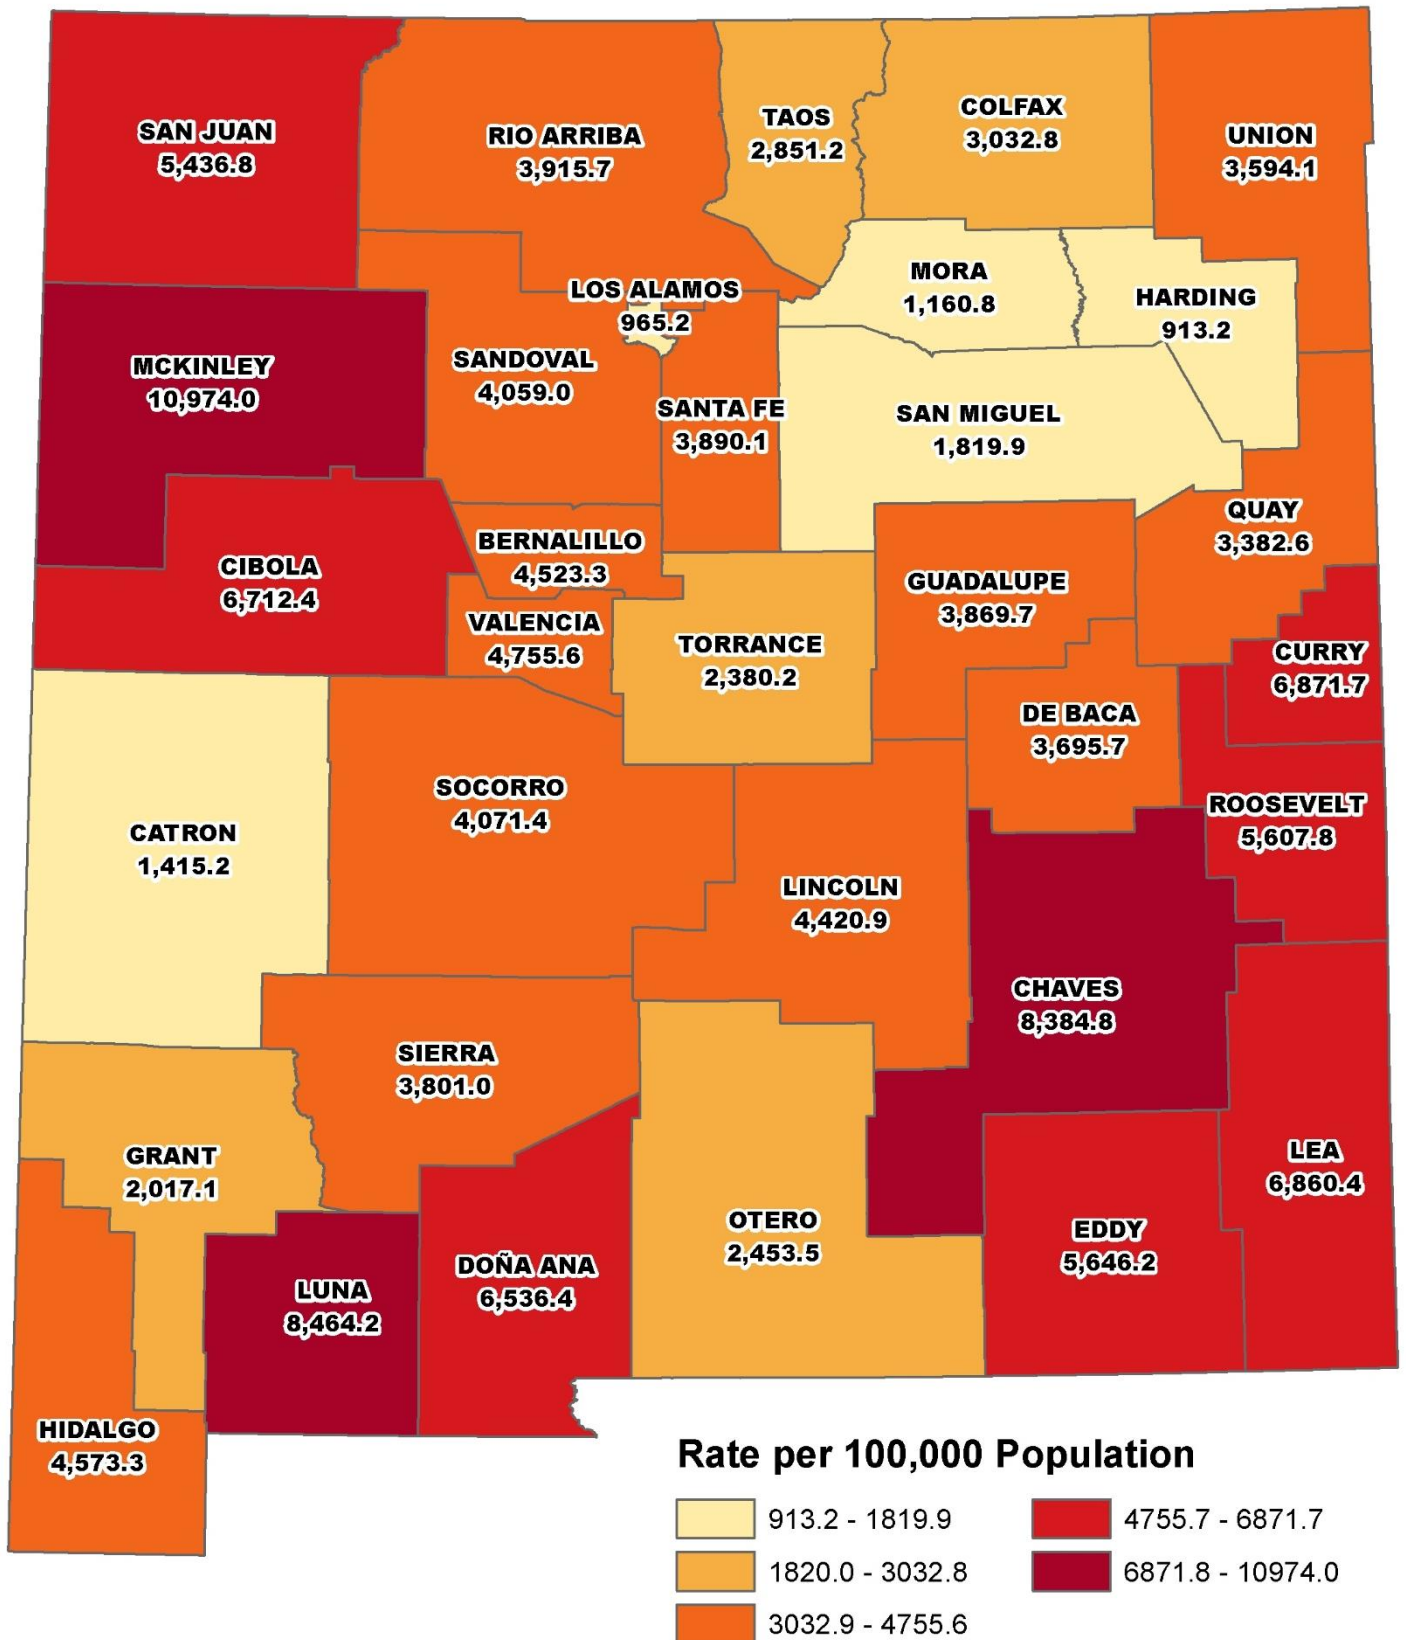 SAN JUAN
5,436.8
RIO ARRIBA
3,915.7
TAOS
2,851.2
COLFAX
3,032.8
UNION
3,594.1
MORA
1,160.8
HARDING
913.2
LOS ALAMOS
965.2
MCKINLEY
10,974.0
SANDOVAL
4,059.0
SANTA FE
3,890.1
SAN MIGUEL
1,819.9
QUAY
3,382.6
CIBOLA
6,712.4
BERNALILLO
4,523.3
GUADALUPE
3,869.7
VALENCIA
4,755.6
TORRANCE
2,380.2
CURRY
6,871.7
DE BACA
3,695.7
SOCORRO
4,071.4
ROOSEVELT
5,607.8
CATRON
1,415.2
LINCOLN
4,420.9
CHAVES
8,384.8
SIERRA
3,801.0
GRANT
2,017.1
LEA
6,860.4
OTERO
2,453.5
EDDY
5,646.2
DOÑA ANA
6,536.4
LUNA
8,464.2
HIDALGO
4,573.3
Rate per 100,000 Population
913.2 - 1819.9
1820.0 - 3032.8
3032.9 - 4755.6
4755.7 - 6871.7
6871.8 - 10974.0